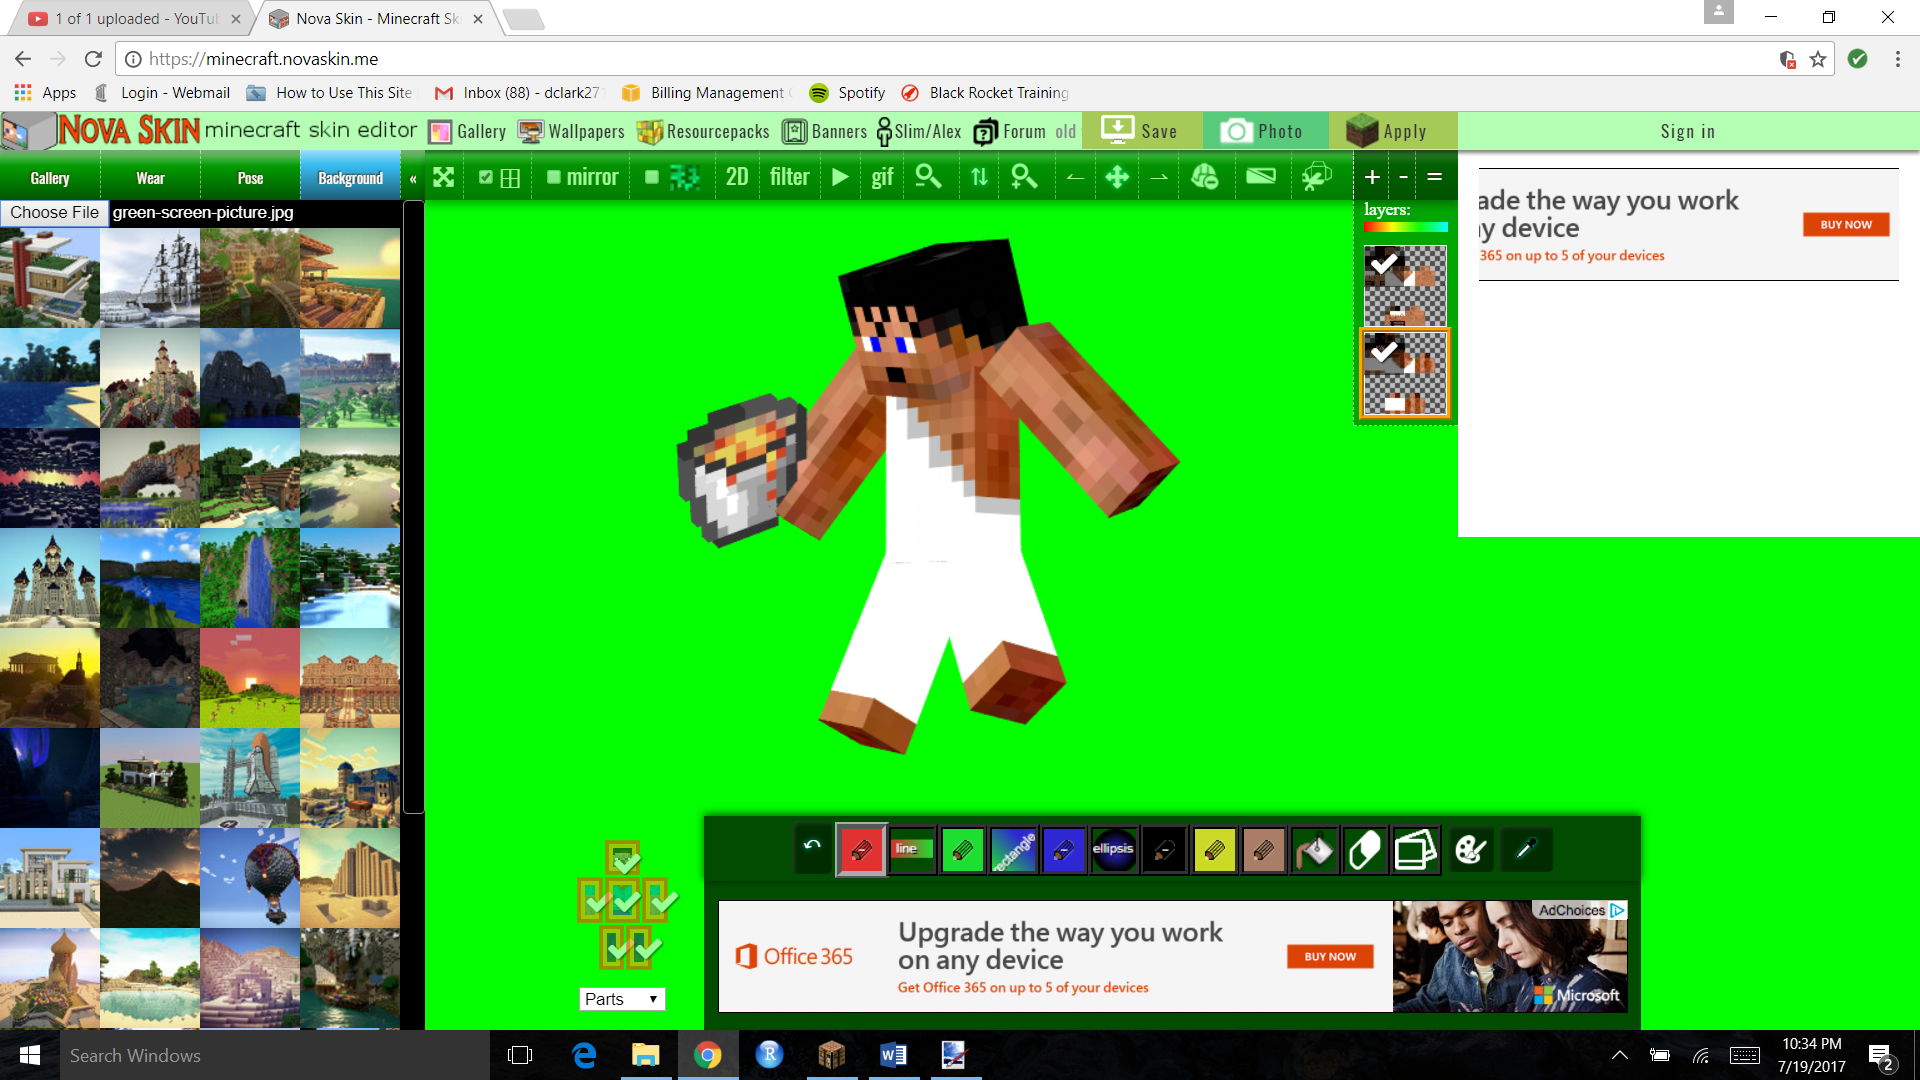 1 of 1 uploaded - YouTu
Nova Skin - Minecraft Sk
https://minecraft.novaskin.me
Apps
Login - Webmail
How to Use This Site
Inbox (88) - dclark27
Billing Management
Spotify
Black Rocket Training
NOVA SKIN minecraft skin editor
Gallery
Wallpapers
Resourcepacks
Banners
Slim/Alex
Forum
old
Save
Photo
Apply
Sign in
Gallery
Wear
Pose
Background
«
mirror
2D
filter
gif
+
-
=
Choose File green-screen-picture.jpg
layers:
ade the way you work
y device
365 on up to 5 of your devices
BUY NOW
line
rectangle
ellipsis
Parts
Office 365
Upgrade the way you work
on any device
Get Office 365 on up to 5 of your devices
BUY NOW
AdChoices
Microsoft
Search Windows
10:34 PM
7/19/2017
2